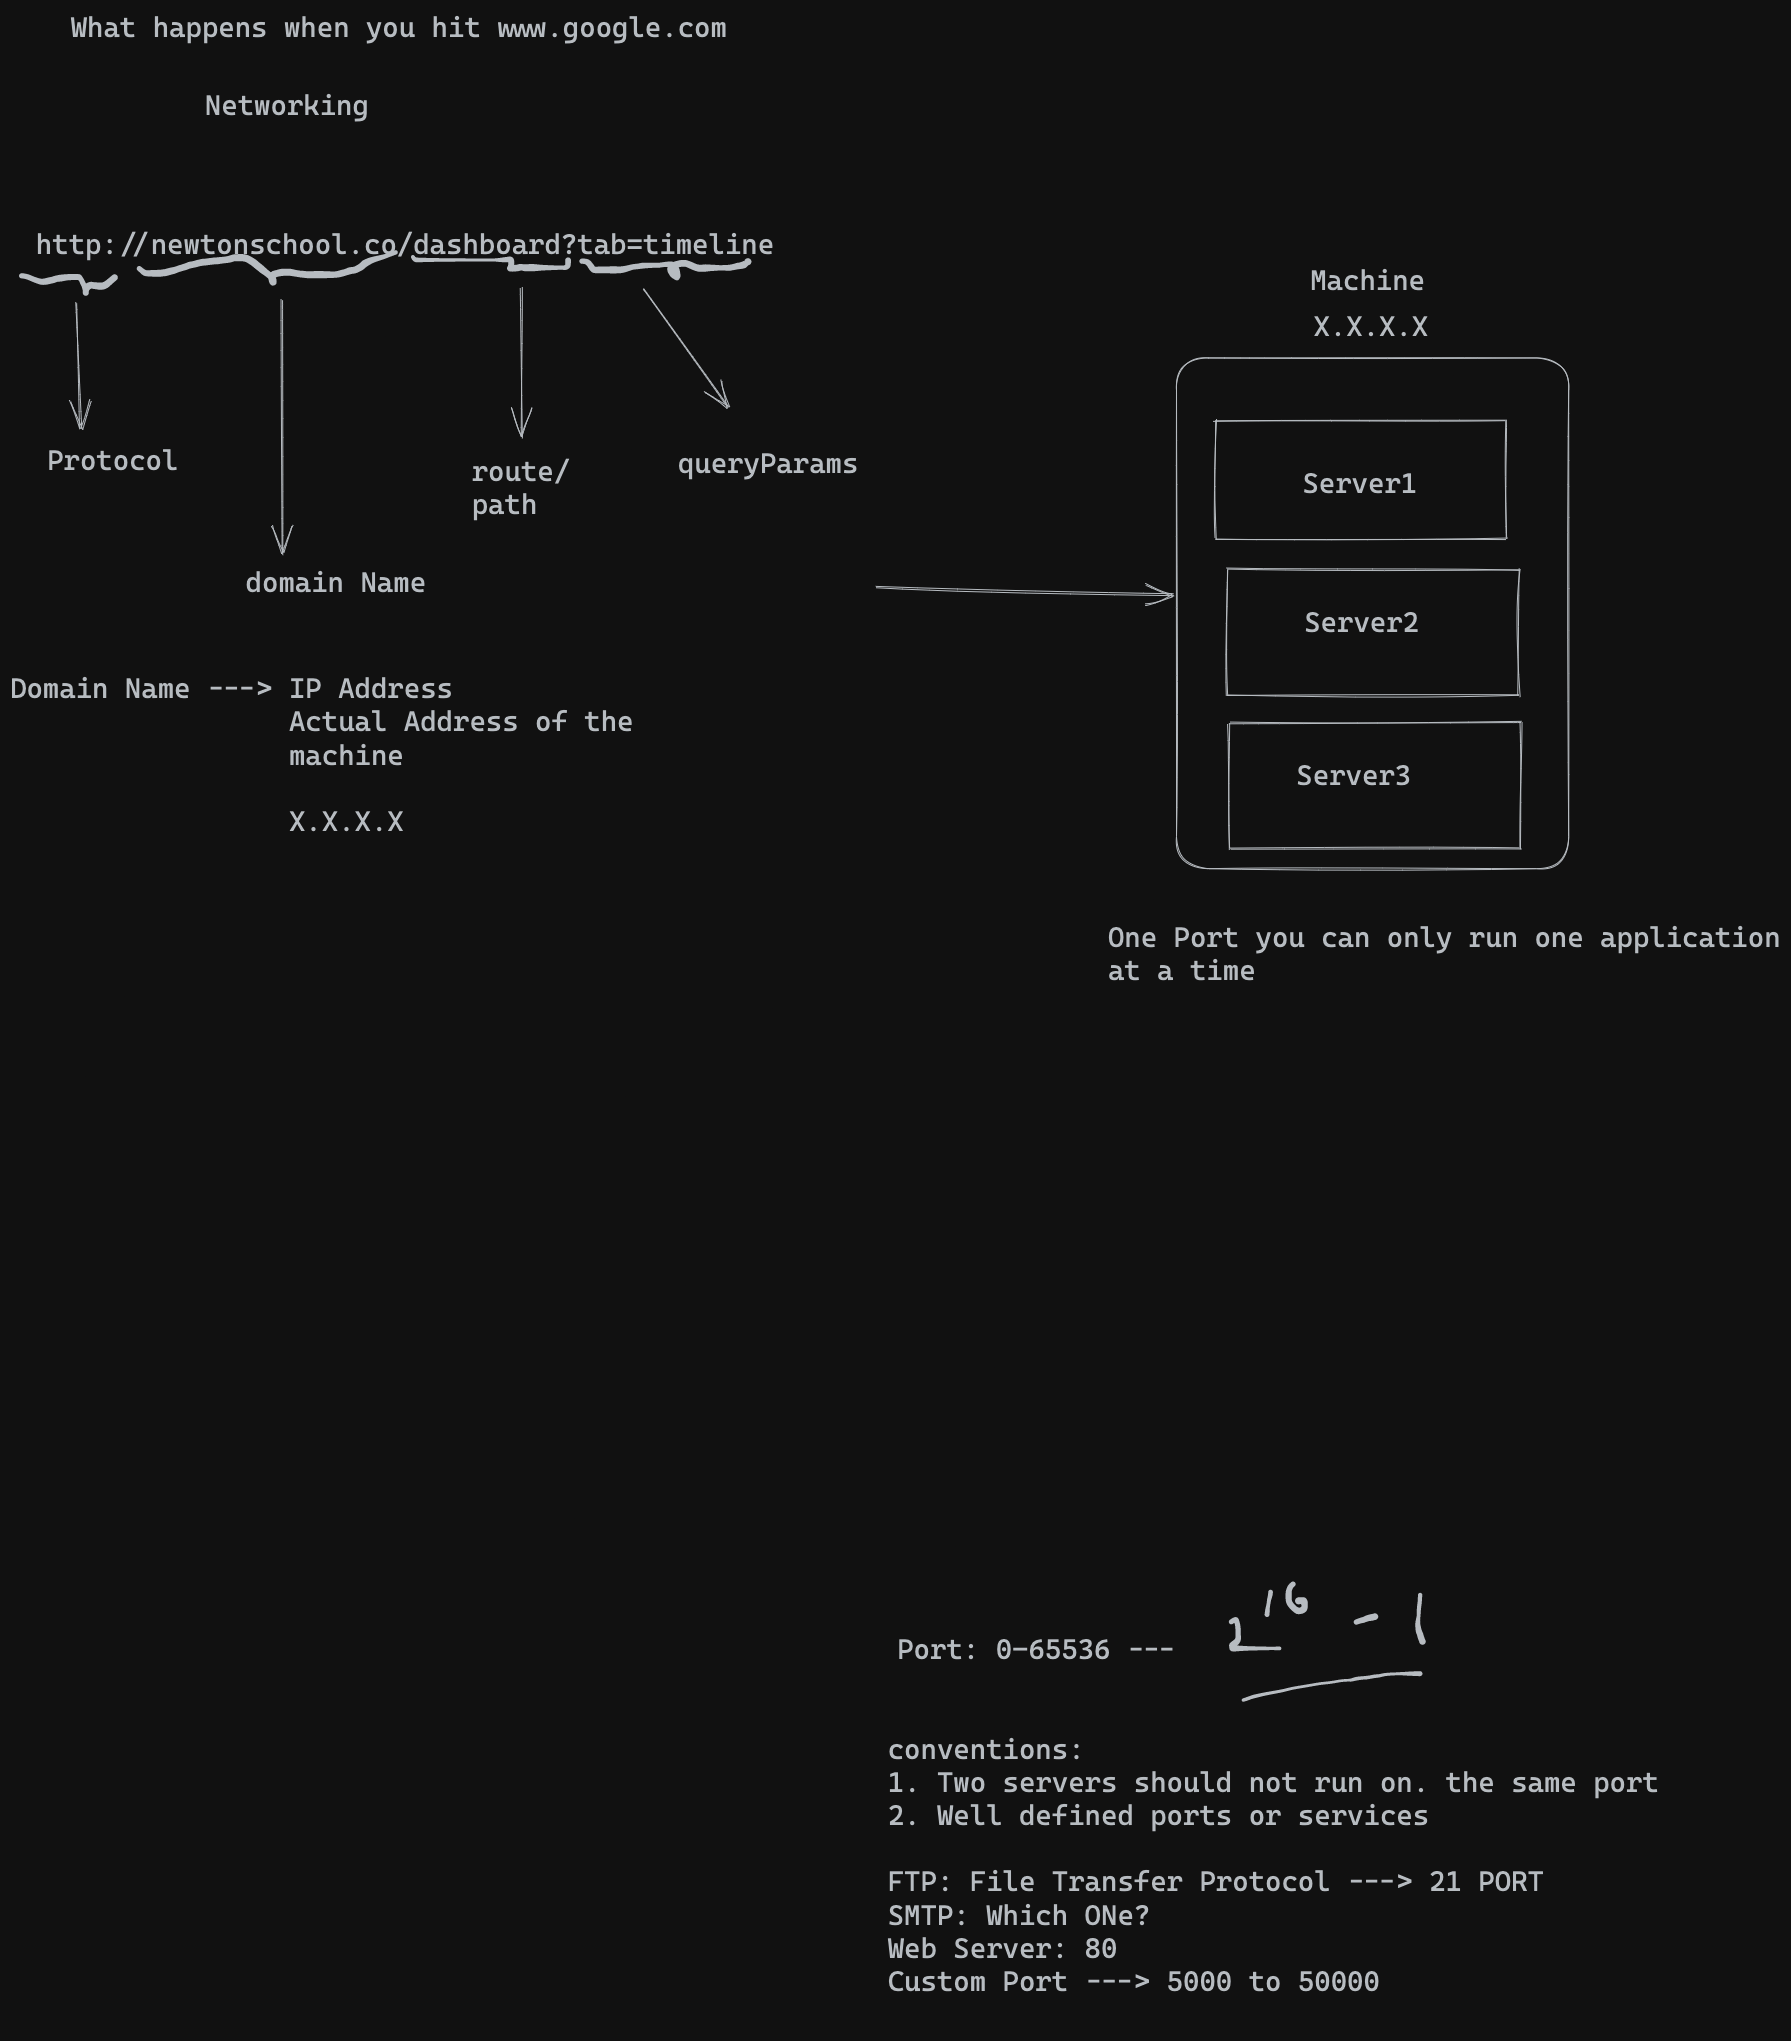 What happens when you hit www.google.com
Networking
http://newtonschool.co/dashboard?tab=timeline
Protocol
domain Name
route/
path
queryParams
Domain Name ---> IP Address
Actual Address of the
machine
X.X.X.X
Machine
X.X.X.X
Server1
Server2
Server3
One Port you can only run one application
at a time
Port: 0-65536 --- 2^16 - 1
conventions:
1. Two servers should not run on. the same port
2. Well defined ports or services
FTP: File Transfer Protocol ---> 21 PORT
SMTP: Which ONe?
Web Server: 80
Custom Port ---> 5000 to 50000